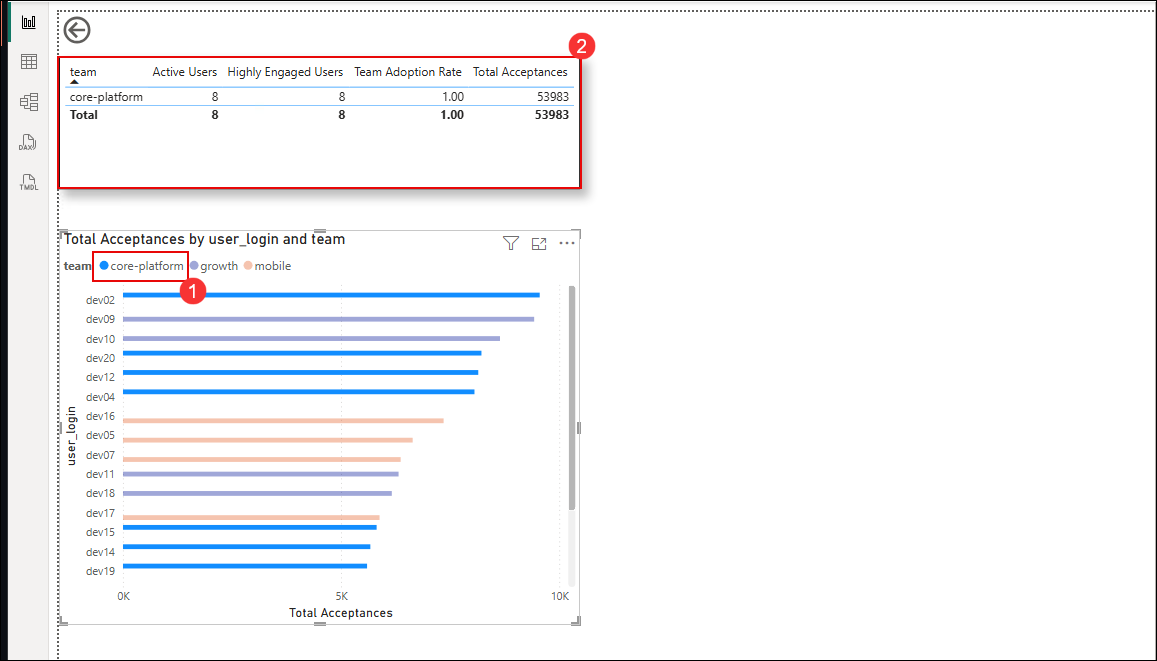 2
team Active Users Highly Engaged Users Team Adoption Rate Total Acceptances
core-platform 8 8 1.00 53983
Total 8 8 1.00 53983
DAX
TMDL
Total Acceptances by user_login and team
team core-platform growth mobile
1
dev02
dev09
dev10
dev20
dev12
dev04
dev16
dev05
dev07
dev11
dev18
dev17
dev15
dev14
dev19
user_login
0K 5K 10K
Total Acceptances